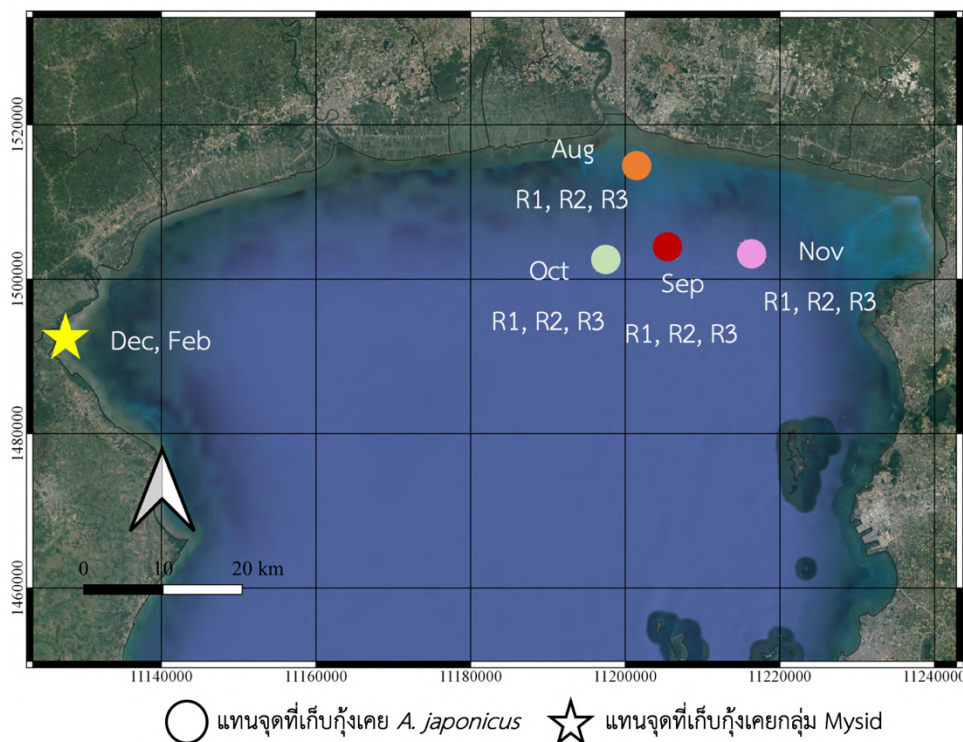 1520000
Aug
R1, R2, R3
Oct
Sep
Nov
1500000
R1, R2, R3
R1, R2, R3
R1, R2, R3
Dec, Feb
1480000
0 10 20 km
1460000
11140000 11160000 11180000 11200000 11220000 11240000
แทนจุดที่เก็บกุ้งเคย A. japonicus แทนจุดที่เก็บกุ้งเคยกลุ่ม Mysid